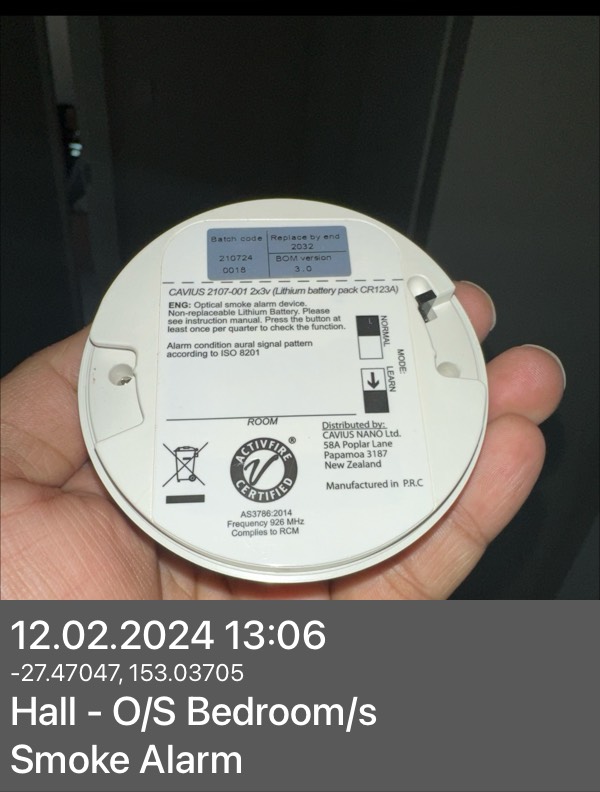 Batch code
Replace by end
2032
210724
0018
BOM version
3.0
CAVIUS 2107-001 2x3v (Lithium battery pack CR123A)
ENG: Optical smoke alarm device.
Non-replaceable Lithium Battery. Please
see instruction manual. Press the button at
least once per quarter to check the function.
Alarm condition aural signal pattern
according to ISO 8201
NORMAL
MODE:
LEARN
ROOM
ACTIVFIRE
®
CERTIFIED
AS3786:2014
Frequency 926 MHz
Complies to RCM
Distributed by:
CAVIUS NANO Ltd.
58A Poplar Lane
Papamoa 3187
New Zealand
Manufactured in P.R.C
12.02.2024 13:06
-27.47047, 153.03705
Hall - O/S Bedroom/s
Smoke Alarm